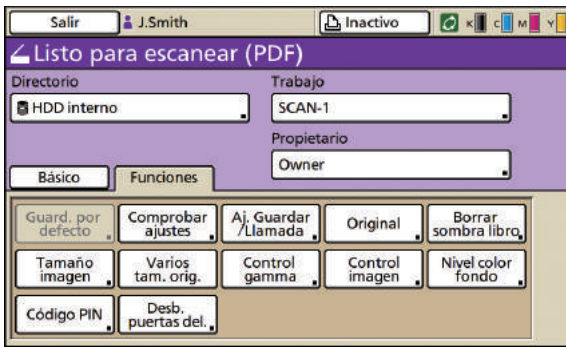 Salir
J.Smith
Inactivo
K C M Y
Listo para escanear (PDF)
Directorio
Trabajo
HDD interno
SCAN-1
Propietario
Owner
Básico
Funciones
Guard. por
defecto
Comprobar
ajustes
Aj. Guardar
/Llamada
Original
Borrar
sombra libro
Tamaño
imagen
Varios
tam. orig.
Control
gamma
Control
imagen
Nivel color
fondo
Código PIN
Desb.
puertas del.